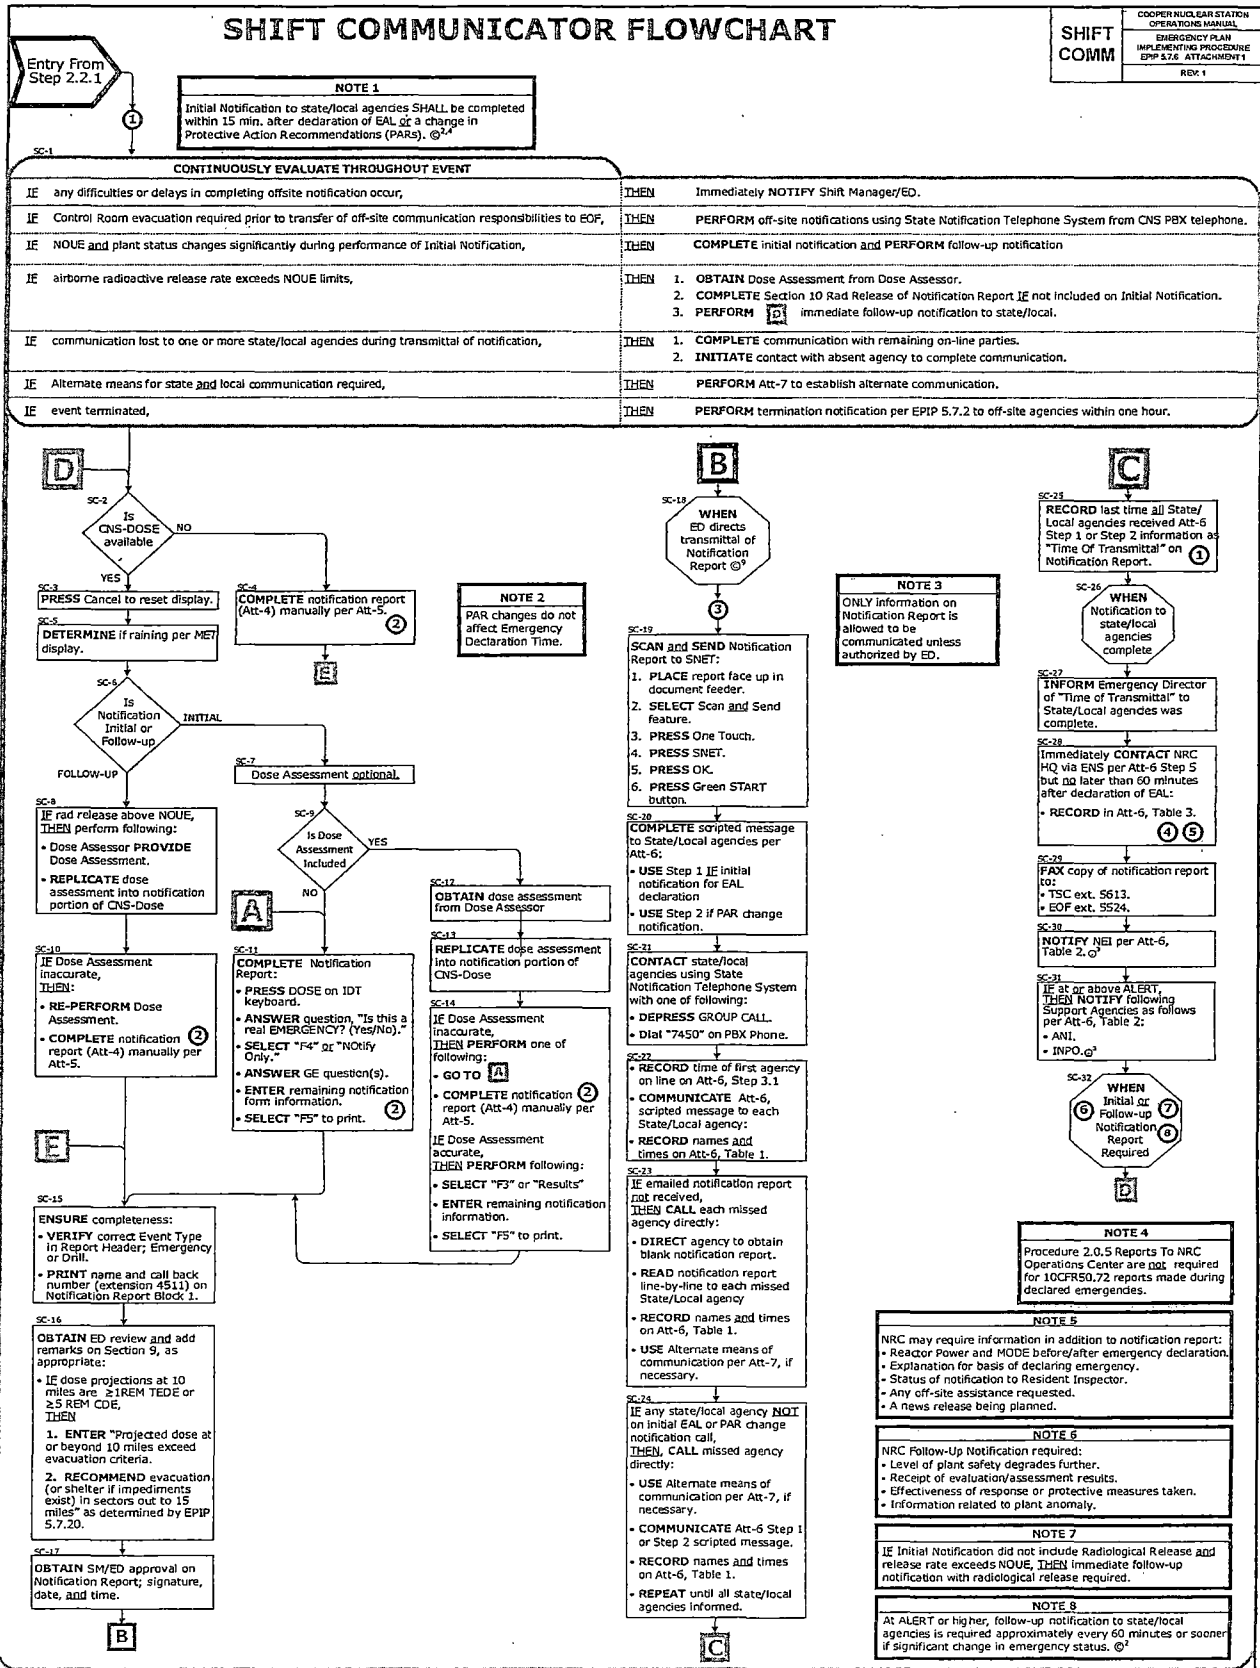 SHIFT COMMUNICATOR FLOWCHART
SHIFT
COMM
COOPER NUCLEAR STATION
OPERATIONS MANUAL
EMERGENCY PLAN
IMPLEMENTING PROCEDURE
EPIP 5.7.6 ATTACHMENT 1
REV. 1
Entry From
Step 2.2.1
1
NOTE 1
Initial Notification to state/local agencies SHALL be completed
within 15 min. after declaration of EAL or a change in
Protective Action Recommendations (PARs). ©2,4
SC-1
CONTINUOUSLY EVALUATE THROUGHOUT EVENT
IF any difficulties or delays in completing offsite notification occur,
THEN Immediately NOTIFY Shift Manager/ED.
IF Control Room evacuation required prior to transfer of off-site communication responsibilities to EOF,
THEN PERFORM off-site notifications using State Notification Telephone System from CNS PBX telephone.
IF NOUE and plant status changes significantly during performance of Initial Notification,
THEN COMPLETE initial notification and PERFORM follow-up notification
IF airborne radioactive release rate exceeds NOUE limits,
THEN 1. OBTAIN Dose Assessment from Dose Assessor.
2. COMPLETE Section 10 Rad Release of Notification Report IF not included on Initial Notification.
3. PERFORM D immediate follow-up notification to state/local.
IF communication lost to one or more state/local agencies during transmittal of notification,
THEN 1. COMPLETE communication with remaining on-line parties.
2. INITIATE contact with absent agency to complete communication.
IF Alternate means for state and local communication required,
THEN PERFORM Att-7 to establish alternate communication.
IF event terminated,
THEN PERFORM termination notification per EPIP 5.7.2 to off-site agencies within one hour.
D
SC-2
Is
CNS-DOSE
available
NO
YES
SC-3
PRESS Cancel to reset display.
SC-4
COMPLETE notification report
(Att-4) manually per Att-5.
2
E
SC-5
DETERMINE if raining per MET
display.
SC-6
Is
Notification
Initial or
Follow-up
INITIAL
FOLLOW-UP
SC-7
Dose Assessment optional.
SC-8
IF rad release above NOUE,
THEN perform following:
• Dose Assessor PROVIDE
Dose Assessment.
• REPLICATE dose
assessment into notification
portion of CNS-Dose
SC-9
Is Dose
Assessment
Included
YES
NO
A
SC-10
IF Dose Assessment
inaccurate,
THEN:
• RE-PERFORM Dose
Assessment.
• COMPLETE notification 2
report (Att-4) manually per
Att-5.
SC-11
COMPLETE Notification
Report:
• PRESS DOSE on IDT
keyboard.
• ANSWER question, "Is this a
real EMERGENCY? (Yes/No)."
• SELECT "F4" or "NOtify
Only."
• ANSWER GE question(s).
• ENTER remaining notification
form information.
• SELECT "F5" to print. 2
SC-12
OBTAIN dose assessment
from Dose Assessor
SC-13
REPLICATE dose assessment
into notification portion of
CNS-Dose
SC-14
IF Dose Assessment
inaccurate,
THEN PERFORM one of
following:
• GO TO A
• COMPLETE notification 2
report (Att-4) manually per
Att-5.
IF Dose Assessment
accurate,
THEN PERFORM following:
• SELECT "F3" or "Results"
• ENTER remaining notification
information.
• SELECT "F5" to print.
E
SC-15
ENSURE completeness:
• VERIFY correct Event Type
in Report Header; Emergency
or Drill.
• PRINT name and call back
number (extension 4511) on
Notification Report Block 1.
SC-16
OBTAIN ED review and add
remarks on Section 9, as
appropriate:
• IF dose projections at 10
miles are ≥1REM TEDE or
≥5 REM CDE,
THEN
1. ENTER "Projected dose at
or beyond 10 miles exceed
evacuation criteria.
2. RECOMMEND evacuation
(or shelter if impediments
exist) in sectors out to 15
miles" as determined by EPIP
5.7.20.
SC-17
OBTAIN SM/ED approval on
Notification Report; signature,
date, and time.
B
NOTE 2
PAR changes do not
affect Emergency
Declaration Time.
B
SC-18
WHEN
ED directs
transmittal of
Notification
Report ©9
3
SC-19
SCAN and SEND Notification
Report to SNET:
1. PLACE report face up in
document feeder.
2. SELECT Scan and Send
feature.
3. PRESS One Touch.
4. PRESS SNET.
5. PRESS OK.
6. PRESS Green START
button.
SC-20
COMPLETE scripted message
to State/Local agencies per
Att-6:
• USE Step 1 IF initial
notification for EAL
declaration
• USE Step 2 if PAR change
notification.
SC-21
CONTACT state/local
agencies using State
Notification Telephone System
with one of following:
• DEPRESS GROUP CALL.
• Dial "7450" on PBX Phone.
SC-22
• RECORD time of first agency
on line on Att-6, Step 3.1
• COMMUNICATE Att-6,
scripted message to each
State/Local agency:
• RECORD names and
times on Att-6, Table 1.
SC-23
IF emailed notification report
not received,
THEN CALL each missed
agency directly:
• DIRECT agency to obtain
blank notification report.
• READ notification report
line-by-line to each missed
State/Local agency
• RECORD names and times
on Att-6, Table 1.
• USE Alternate means of
communication per Att-7, if
necessary.
SC-24
IF any state/local agency NOT
on initial EAL or PAR change
notification call,
THEN, CALL missed agency
directly:
• USE Alternate means of
communication per Att-7, if
necessary.
• COMMUNICATE Att-6 Step 1
or Step 2 scripted message.
• RECORD names and times
on Att-6, Table 1.
• REPEAT until all state/local
agencies informed.
C
NOTE 3
ONLY information on
Notification Report is
allowed to be
communicated unless
authorized by ED.
C
SC-25
RECORD last time all State/
Local agencies received Att-6
Step 1 or Step 2 information as
"Time Of Transmittal" on
Notification Report. 1
SC-26
WHEN
Notification to
state/local
agencies
complete
SC-27
INFORM Emergency Director
of "Time of Transmittal" to
State/Local agencies was
complete.
SC-28
Immediately CONTACT NRC
HQ via ENS per Att-6 Step 5
but no later than 60 minutes
after declaration of EAL:
• RECORD in Att-6, Table 3.
4 5
SC-29
FAX copy of notification report
to:
• TSC ext. 5613.
• EOF ext. 5524.
SC-30
NOTIFY NEI per Att-6,
Table 2.©3
SC-31
IF at or above ALERT,
THEN NOTIFY following
Support Agencies as follows
per Att-6, Table 2:
• ANI.
• INPO.©3
SC-32
WHEN
Initial or
6 Follow-up 7
Notification
Report 8
Required
D
NOTE 4
Procedure 2.0.5 Reports To NRC
Operations Center are not required
for 10CFR50.72 reports made during
declared emergencies.
NOTE 5
NRC may require information in addition to notification report:
• Reactor Power and MODE before/after emergency declaration.
• Explanation for basis of declaring emergency.
• Status of notification to Resident Inspector.
• Any off-site assistance requested.
• A news release being planned.
NOTE 6
NRC Follow-Up Notification required:
• Level of plant safety degrades further.
• Receipt of evaluation/assessment results.
• Effectiveness of response or protective measures taken.
• Information related to plant anomaly.
NOTE 7
IF Initial Notification did not include Radiological Release and
release rate exceeds NOUE, THEN immediate follow-up
notification with radiological release required.
NOTE 8
At ALERT or higher, follow-up notification to state/local
agencies is required approximately every 60 minutes or sooner
if significant change in emergency status. ©2